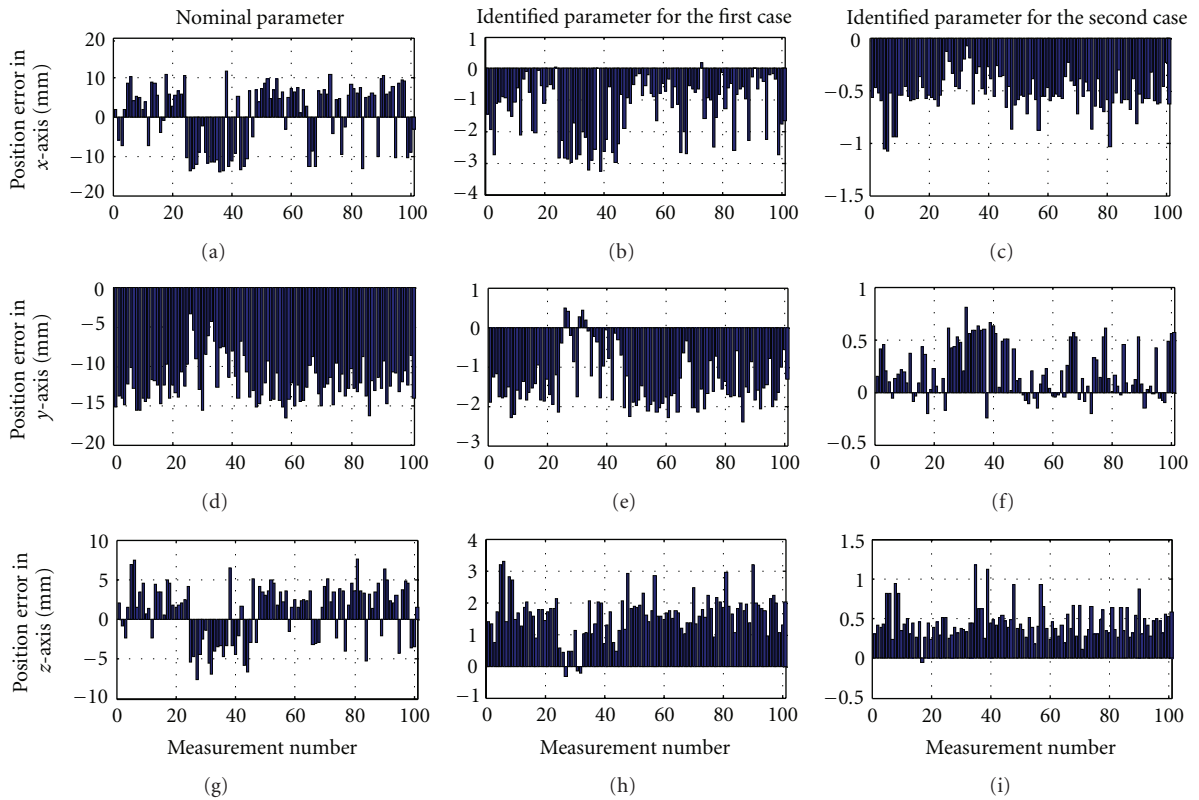 Nominal parameter
Identified parameter for the first case
Identified parameter for the second case
Position error in
x-axis (mm)
20
10
0
−10
−20
0 20 40 60 80 100
(a)
1
0
−1
−2
−3
−4
0 20 40 60 80 100
(b)
0
−0.5
−1
−1.5
0 20 40 60 80 100
(c)
Position error in
y-axis (mm)
0
−5
−10
−15
−20
0 20 40 60 80 100
(d)
1
0
−1
−2
−3
0 20 40 60 80 100
(e)
1
0.5
0
−0.5
0 20 40 60 80 100
(f)
Position error in
z-axis (mm)
10
5
0
−5
−10
0 20 40 60 80 100
Measurement number
(g)
4
3
2
1
0
−1
0 20 40 60 80 100
Measurement number
(h)
1.5
1
0.5
0
−0.5
0 20 40 60 80 100
Measurement number
(i)